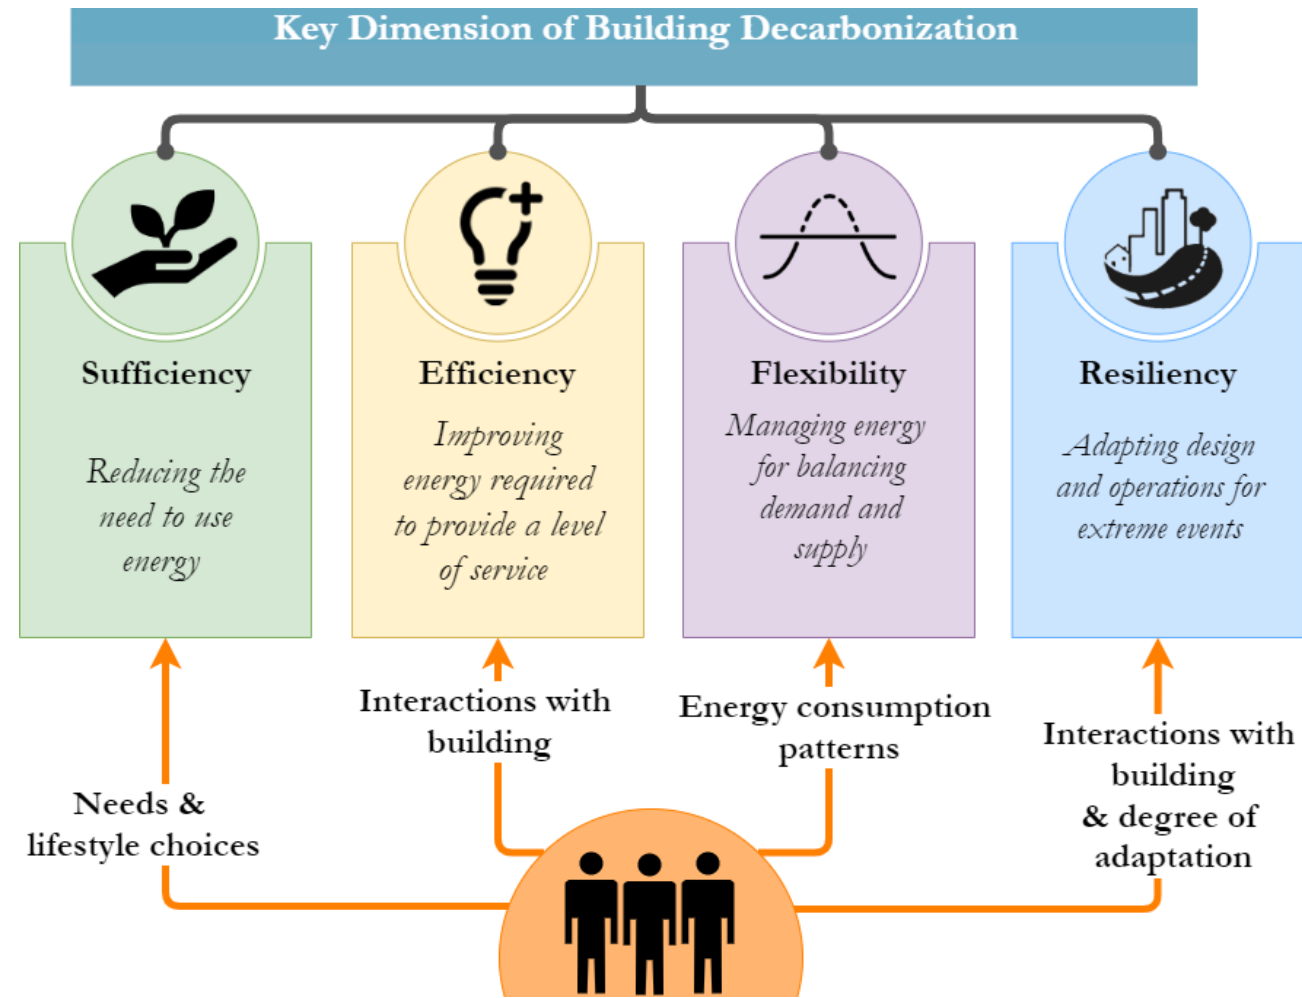 Key Dimension of Building Decarbonization
Sufficiency
Reducing the
need to use
energy
Efficiency
Improving
energy required
to provide a level
of service
Flexibility
Managing energy
for balancing
demand and
supply
Resiliency
Adapting design
and operations for
extreme events
Needs &
lifestyle choices
Interactions with
building
Energy consumption
patterns
Interactions with
building
& degree of
adaptation